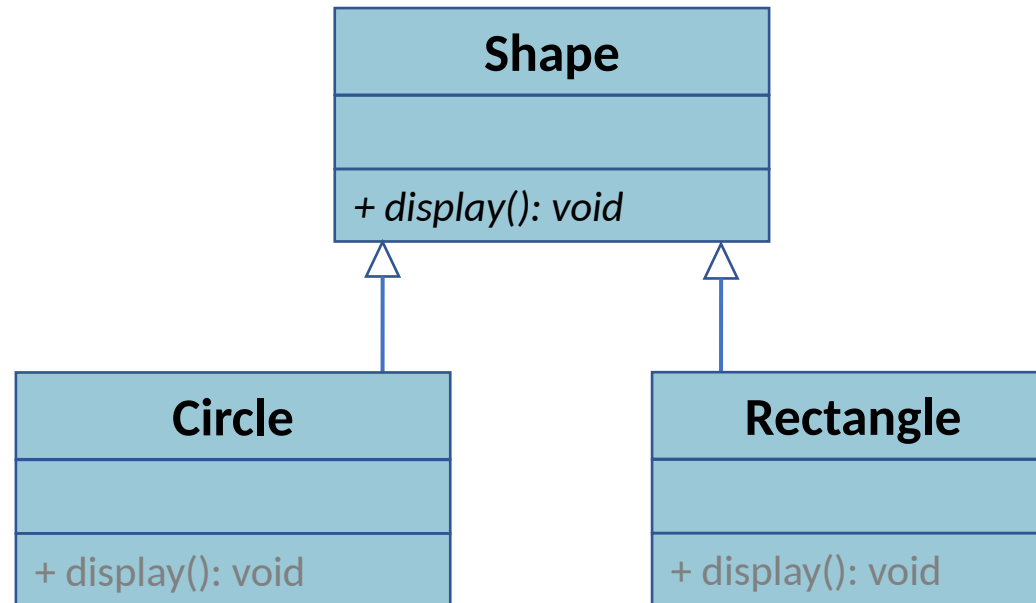 Shape
+ display(): void
Circle
Rectangle
+ display(): void
+ display(): void